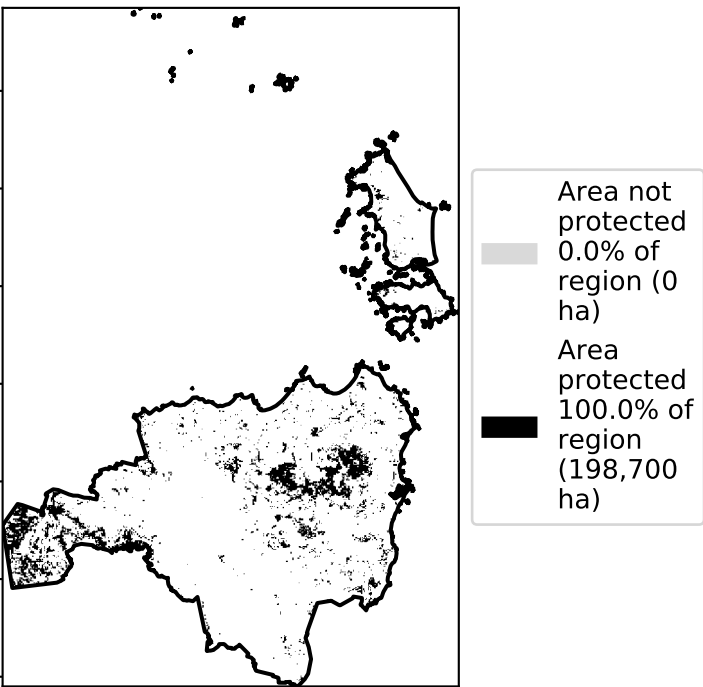 Area not
protected
0.0% of
region (0
ha)
Area
protected
100.0% of
region
(198,700
ha)